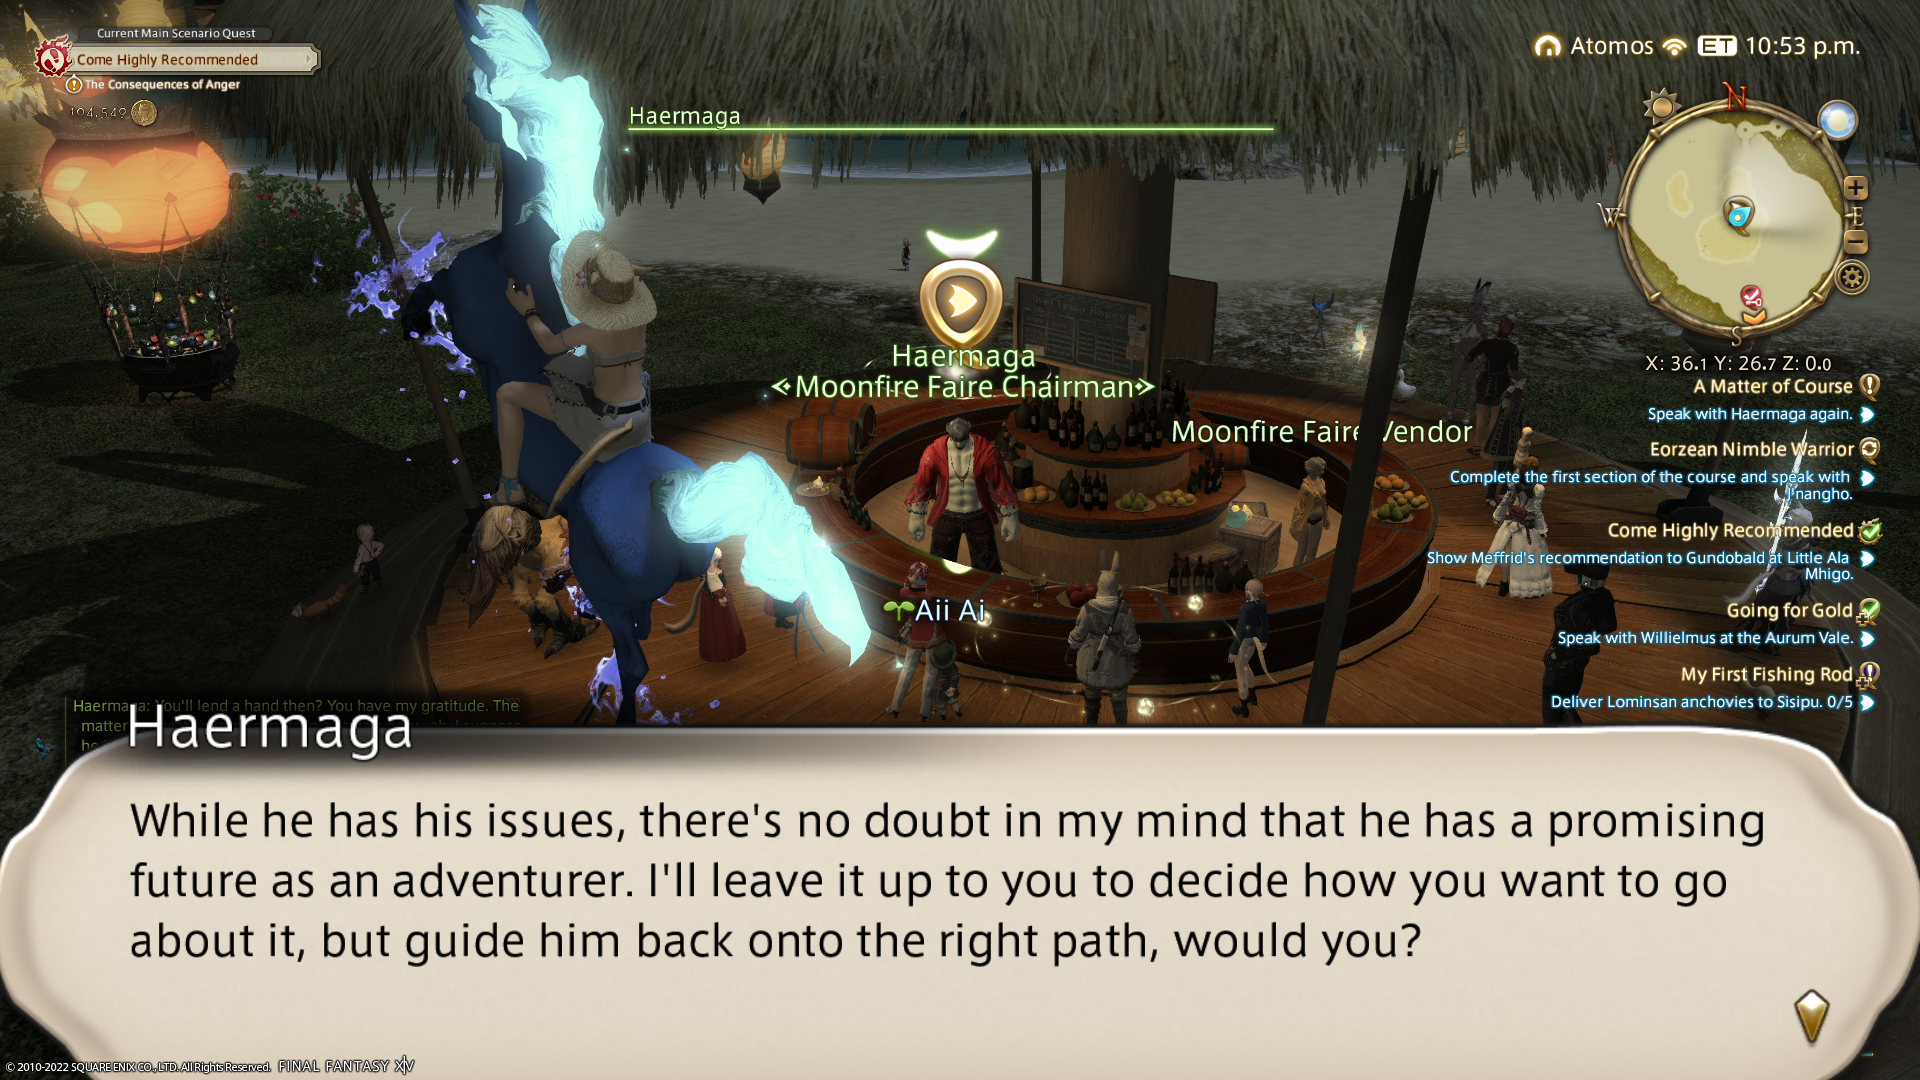 Current Main Scenario Quest
Come Highly Recommended
The Consequences of Anger
104,549
Atomos ET 10:53 p.m.
Haermaga
N
W
E
S
X: 36.1 Y: 26.7 Z: 0.0
A Matter of Course
Speak with Haermaga again.
Eorzean Nimble Warrior
Complete the first section of the course and speak with
J'nangho.
Come Highly Recommended
Show Meffrid's recommendation to Gundobald at Little Ala
Mhigo.
Going for Gold
Speak with Willielmus at the Aurum Vale.
My First Fishing Rod
Deliver Lominsan anchovies to Sisipu. 0/5
Haermaga
Moonfire Faire Chairman
Moonfire Faire Vendor
Aii Ai
Haermaga: You'll lend a hand then? You have my gratitude. The
matter
Haermaga
While he has his issues, there's no doubt in my mind that he has a promising
future as an adventurer. I'll leave it up to you to decide how you want to go
about it, but guide him back onto the right path, would you?
© 2010-2022 SQUARE ENIX CO., LTD. All Rights Reserved. FINAL FANTASY XIV